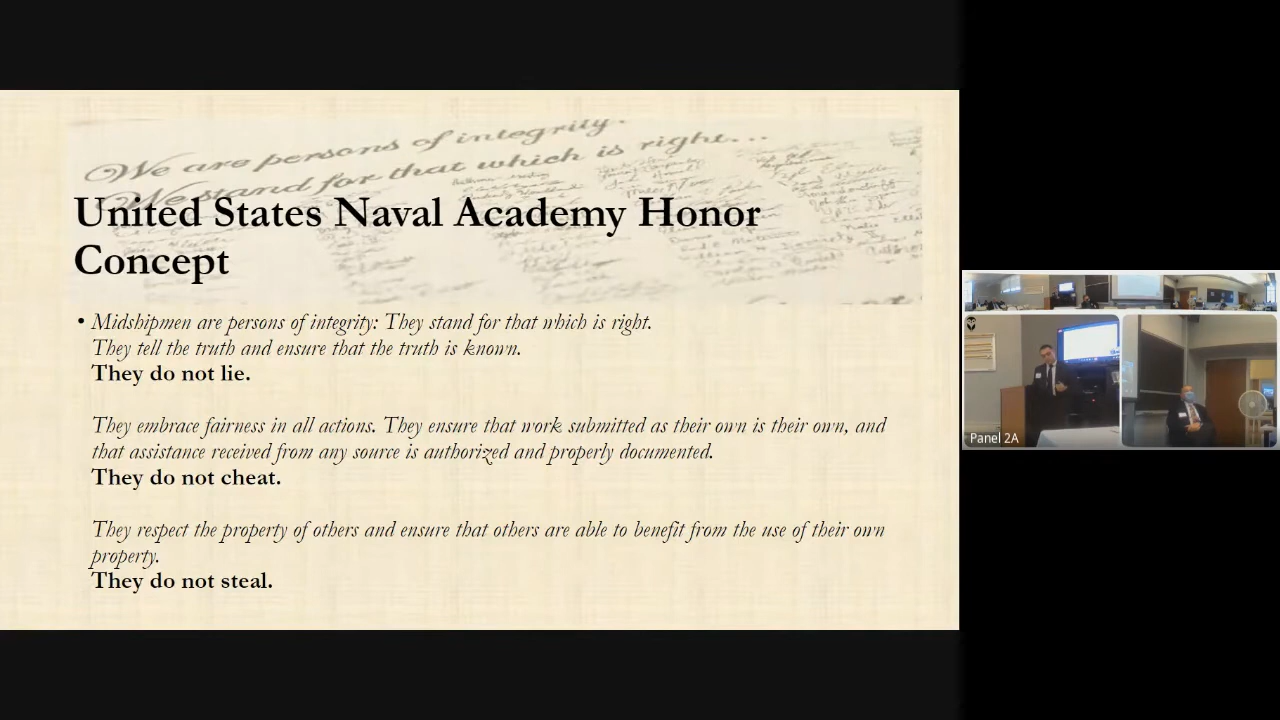 We are persons of integrity.
We stand for that which is right...
United States Naval Academy Honor
Concept
• Midshipmen are persons of integrity: They stand for that which is right.
They tell the truth and ensure that the truth is known.
They do not lie.
They embrace fairness in all actions. They ensure that work submitted as their own is their own, and
that assistance received from any source is authorized and properly documented.
They do not cheat.
They respect the property of others and ensure that others are able to benefit from the use of their own
property.
They do not steal.
Panel 2A